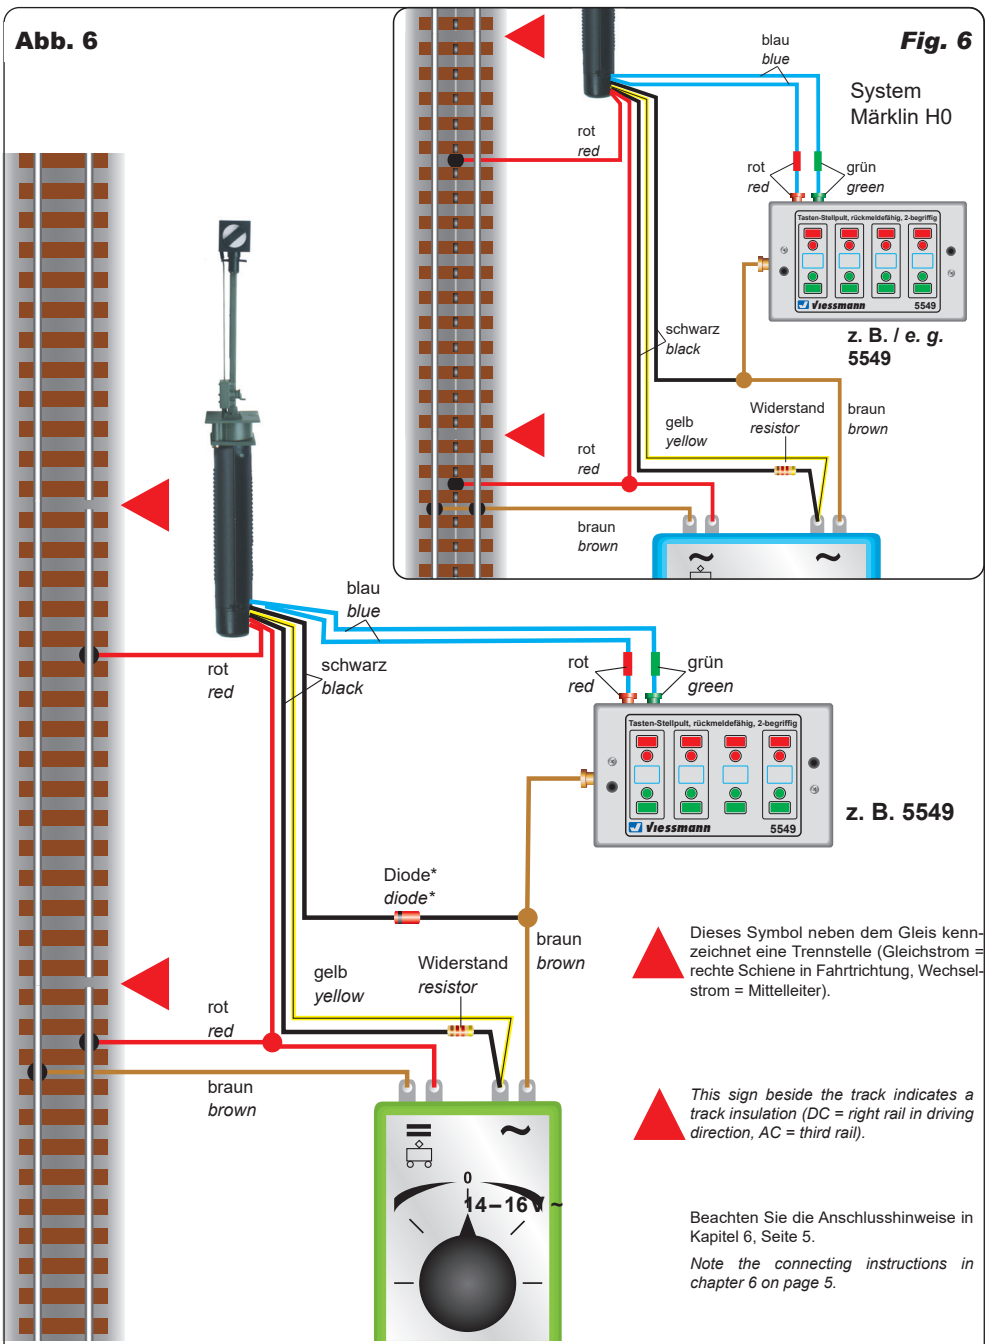 Abb. 6
Fig. 6
blau
blue
System
Märklin H0
rot
red
rot
red
grün
green
Tasten-Stellpult, rückmeldefähig, 2-begriffig
viessmann 5549
z. B. / e. g.
5549
schwarz
black
Widerstand
resistor
braun
brown
gelb
yellow
rot
red
braun
brown
~ ~
blau
blue
rot
red
schwarz
black
rot
red
grün
green
Tasten-Stellpult, rückmeldefähig, 2-begriffig
viessmann 5549
z. B. 5549
Diode*
diode*
braun
brown
gelb
yellow
Widerstand
resistor
rot
red
braun
brown
= ~
0
14–16 V ~
Dieses Symbol neben dem Gleis kenn-
zeichnet eine Trennstelle (Gleichstrom =
rechte Schiene in Fahrtrichtung, Wechsel-
strom = Mittelleiter).
This sign beside the track indicates a
track insulation (DC = right rail in driving
direction, AC = third rail).
Beachten Sie die Anschlusshinweise in
Kapitel 6, Seite 5.
Note the connecting instructions in
chapter 6 on page 5.